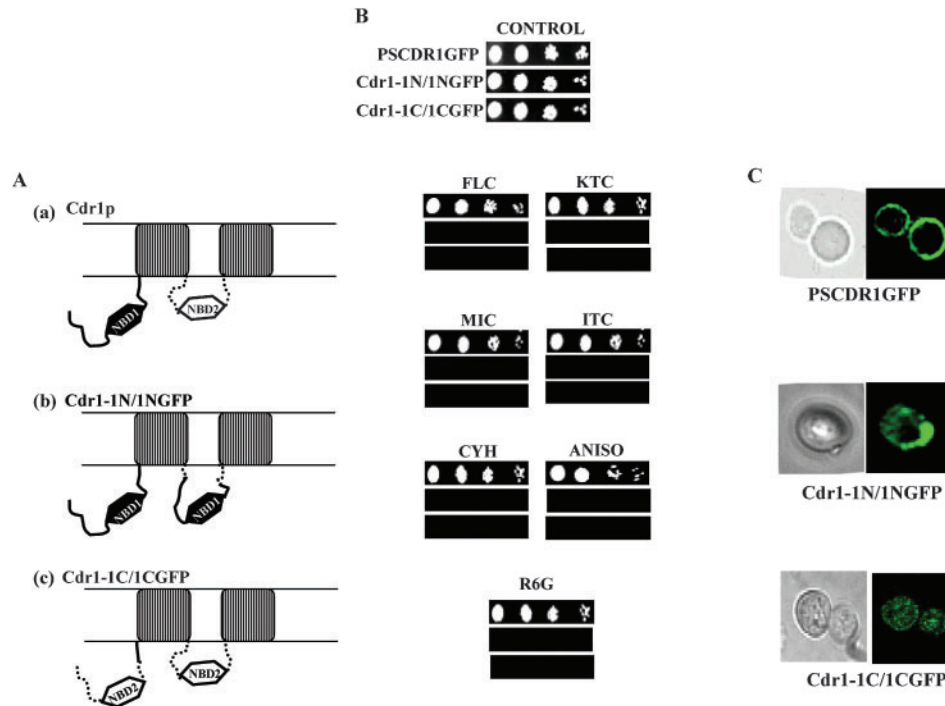 B
CONTROL
PSCDR1GFP
Cdr1-1N/1NGFP
Cdr1-1C/1CGFP
A
(a) Cdr1p
NBD1
NBD2
(b) Cdr1-1N/1NGFP
NBD1
NBD1
(c) Cdr1-1C/1CGFP
NBD2
NBD2
FLC KTC
MIC ITC
CYH ANISO
R6G
C
PSCDR1GFP
Cdr1-1N/1NGFP
Cdr1-1C/1CGFP